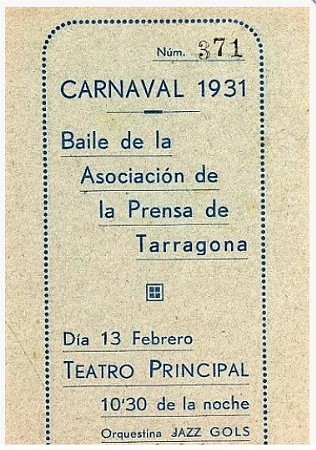 Núm. 371
CARNAVAL 1931
Baile de la
Asociación de
la Prensa de
Tarragona
Día 13 Febrero
TEATRO PRINCIPAL
10'30 de la noche
Orquestina JAZZ GOLS